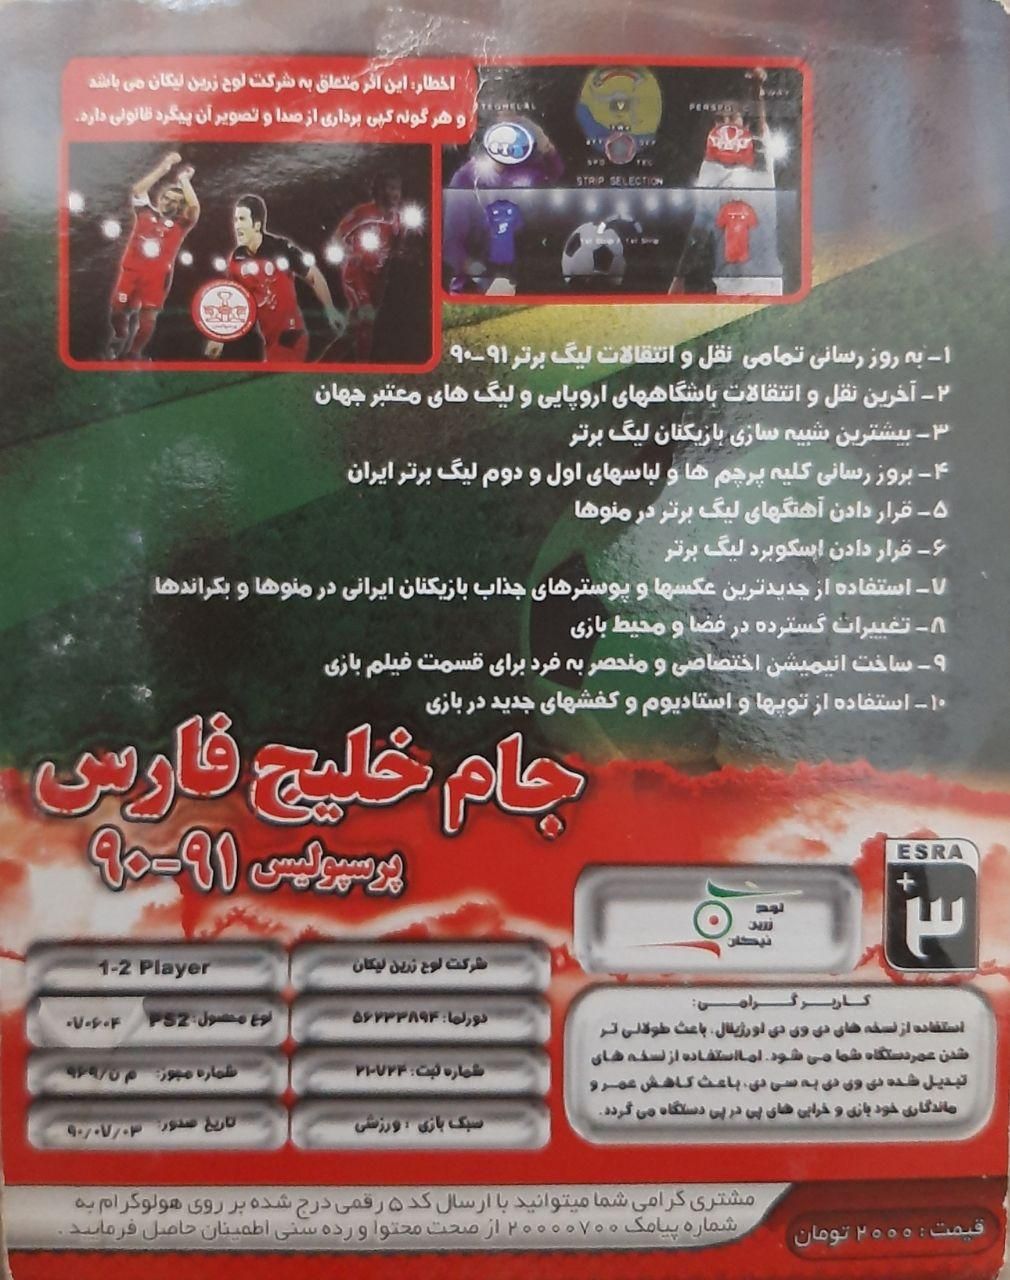 اخطار: این اثر متعلق به شرکت لوح زرین نیکان می باشد
و هر گونه کپی برداری از صدا و تصویر آن پیگرد قانونی دارد.
PERSPO
STRIP SELECTION
۱- به روز رسانی تمامی نقل و انتقالات لیگ برتر ۹۱-۹۰
۲- آخرین نقل و انتقالات باشگاههای اروپایی و لیگ های معتبر جهان
۳- بیشترین شبیه سازی بازیکنان لیگ برتر
۴- بروز رسانی کلیه پرچم ها و لباسهای اول و دوم لیگ برتر ایران
۵- قرار دادن آهنگهای لیگ برتر در منوها
۶- قرار دادن اسکوبرد لیگ برتر
۷- استفاده از جدیدترین عکسها و پوسترهای جذاب بازیکنان ایرانی در منوها و بکراندها
۸- تغییرات گسترده در فضا و محیط بازی
۹- ساخت انیمیشن اختصاصی و منحصر به فرد برای قسمت فیلم بازی
۱۰- استفاده از توپها و استادیوم و کفشهای جدید در بازی
جام خلیج فارس
پرسپولیس ۹۱-۹۰
ESRA
+۳
لوح
زرین
نیکان
شرکت لوح زرین نیکان
1-2 Player
دورنما: ۵۶۲۳۳۸۹۴
نوع محصول: PS2 ۰۷۰۶۰۴
شماره ثبت: ۲۱۰۷۲۴
شماره مجوز: م ن/۹۶۹
سبک بازی : ورزشی
تاریخ صدور: ۹۰/۰۷/۰۳
کاربر گرامی:
استفاده از نسخه های دی وی دی اورژینال، باعث طولانی تر
شدن عمردستگاه شما می شود. امااستفاده از نسخه های
تبدیل شده دی وی دی به سی دی، باعث کاهش عمر و
ماندگاری خود بازی و خرابی های پی در پی دستگاه می گردد.
مشتری گرامی شما میتوانید با ارسال کد ۵ رقمی درج شده بر روی هولوگرام به
شماره پیامک ۲۰۰۰۰۷۰۰ از صحت محتوا و رده سنی اطمینان حاصل فرمایید .
قیمت : ۲۰۰۰ تومان